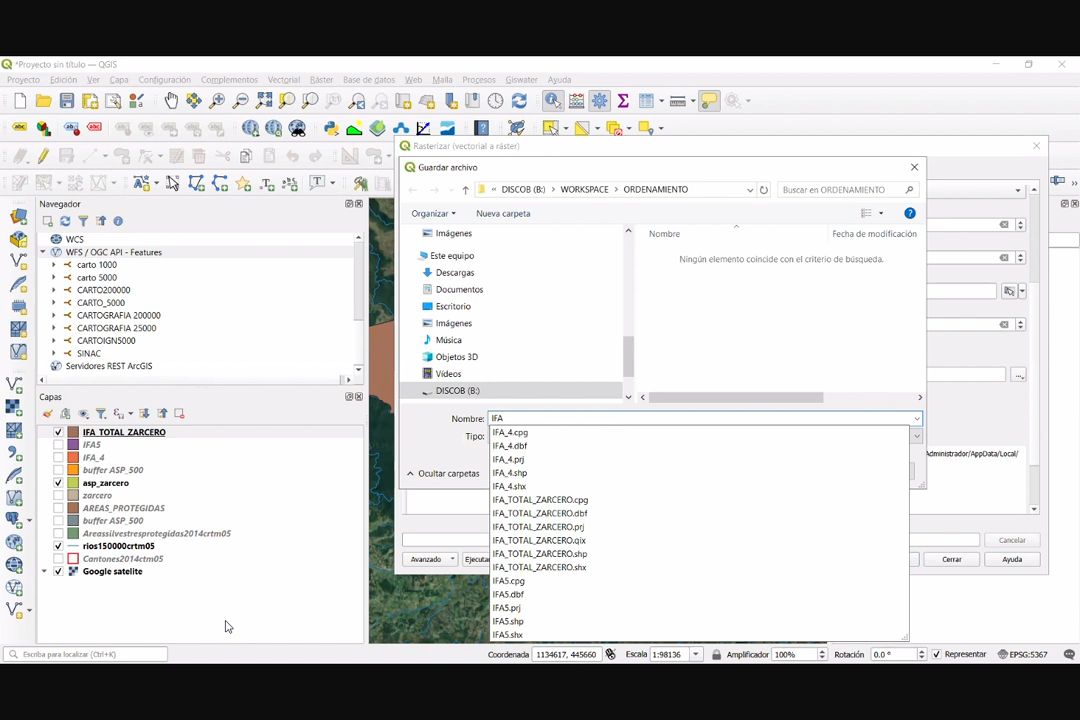 *Proyecto sin título — QGIS
Proyecto Edición Ver Capa Configuración Complementos Vectorial Ráster Base de datos Web Malla Procesos Giswater Ayuda
Rasterizar (vectorial a ráster)
Guardar archivo
« DISCOB (B:) WORKSPACE ORDENAMIENTO
Buscar en ORDENAMIENTO
Organizar
Nueva carpeta
Nombre
Fecha de modificación
Ningún elemento coincide con el criterio de búsqueda.
Imágenes
Este equipo
Descargas
Documentos
Escritorio
Imágenes
Música
Objetos 3D
Vídeos
DISCOB (B:)
Nombre: IFA
Tipo:
Ocultar carpetas
IFA_4.cpg
IFA_4.dbf
IFA_4.prj
IFA_4.shp
IFA_4.shx
IFA_TOTAL_ZARCERO.cpg
IFA_TOTAL_ZARCERO.dbf
IFA_TOTAL_ZARCERO.prj
IFA_TOTAL_ZARCERO.qix
IFA_TOTAL_ZARCERO.shp
IFA_TOTAL_ZARCERO.shx
IFA5.cpg
IFA5.dbf
IFA5.prj
IFA5.shp
IFA5.shx
Administrador/AppData/Local/
Cancelar
Avanzado
Ejecutar
Cerrar
Ayuda
Navegador
WCS
WFS / OGC API - Features
carto 1000
carto 5000
CARTO200000
CARTO_5000
CARTOGRAFIA 200000
CARTOGRAFIA 25000
CARTOIGN5000
SINAC
Servidores REST ArcGIS
Capas
IFA_TOTAL_ZARCERO
IFA5
IFA_4
buffer ASP_500
asp_zarcero
zarcero
AREAS_PROTEGIDAS
buffer ASP_500
Areassilvestresprotegidas2014crtm05
rios150000crtm05
Cantones2014ctm05
Google satelite
Escriba para localizar (Ctrl+K)
Coordenada 1134617, 445660 Escala 1:98136 Amplificador 100% Rotación 0.0 ° Representar EPSG:5367